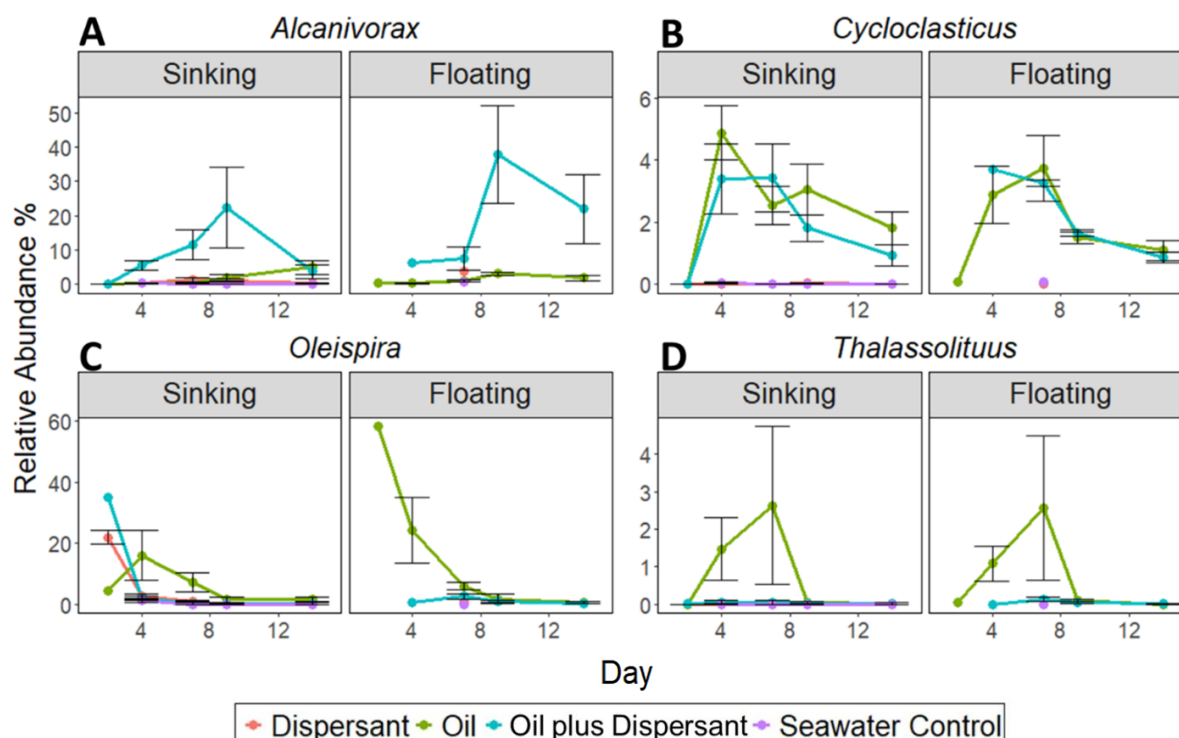 A Alcanivorax B Cycloclasticus
Sinking Floating Sinking Floating
50
40
30
20
10
0
6
4
2
0
4 8 12 4 8 12 4 8 12 4 8 12
C Oleispira D Thalassolituus
Sinking Floating Sinking Floating
60
40
20
0
4
3
2
1
0
4 8 12 4 8 12 4 8 12 4 8 12
Relative Abundance %
Day
Dispersant Oil Oil plus Dispersant Seawater Control